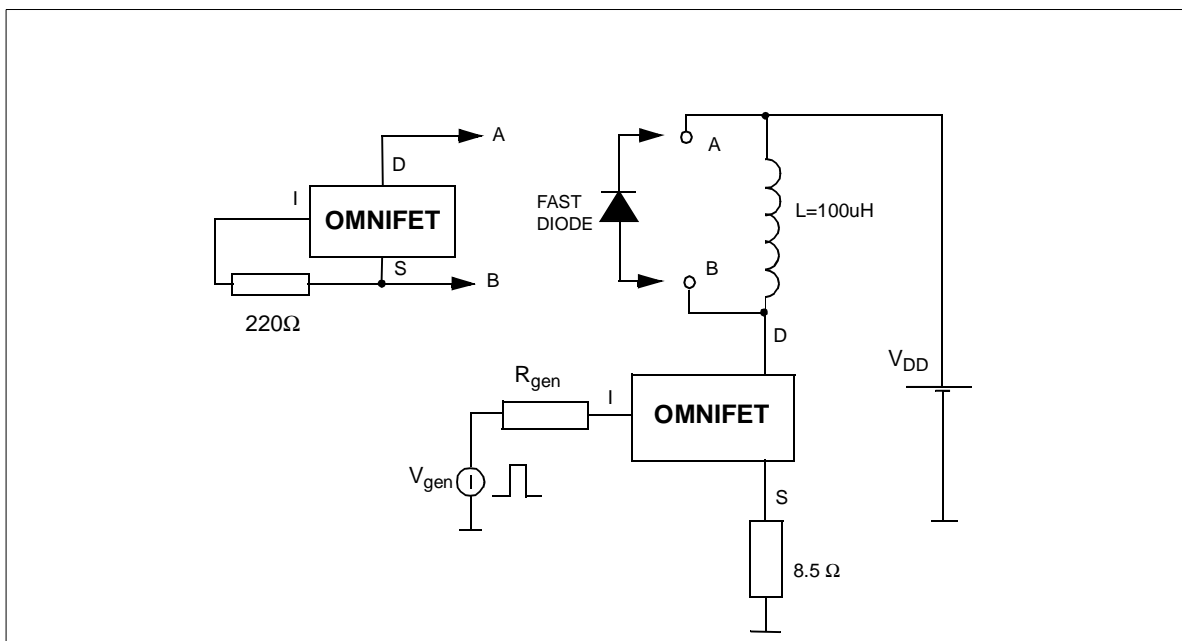 A
D
I
OMNIFET
S
B
220Ω
FAST
DIODE
A
B
L=100uH
D
V_DD
R_gen
I
OMNIFET
V_gen
S
8.5 Ω